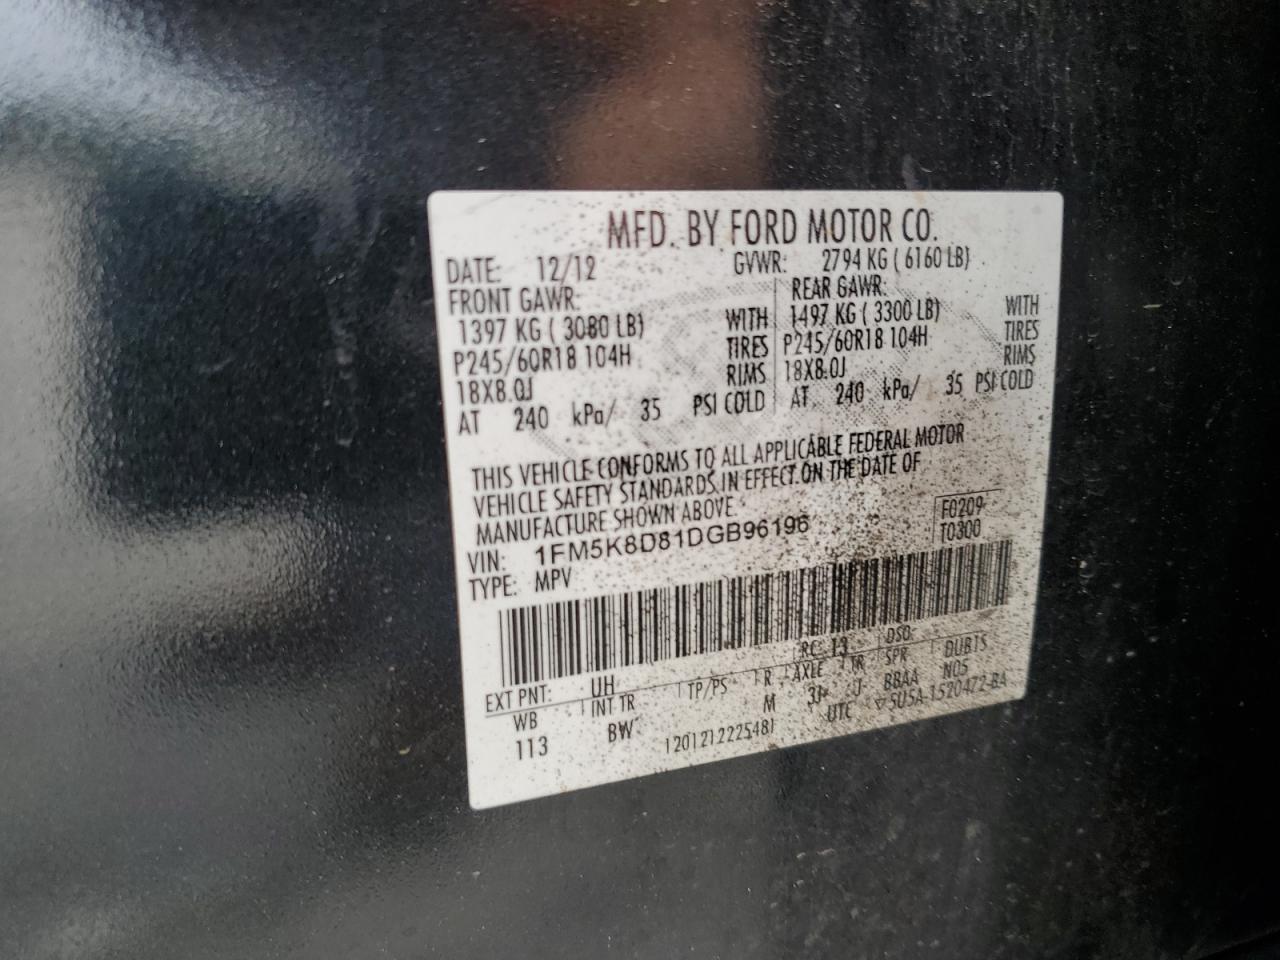 MFD. BY FORD MOTOR CO.
DATE: 12/12 GVWR: 2794 KG ( 6160 LB)
FRONT GAWR: REAR GAWR:
1397 KG ( 3080 LB) WITH 1497 KG ( 3300 LB) WITH
P245/60R18 104H TIRES P245/60R18 104H TIRES
18X8.0J RIMS 18X8.0J RIMS
AT 240 kPa/ 35 PSI COLD AT 240 kPa/ 35 PSI COLD
THIS VEHICLE CONFORMS TO ALL APPLICABLE FEDERAL MOTOR
VEHICLE SAFETY STANDARDS IN EFFECT ON THE DATE OF
MANUFACTURE SHOWN ABOVE.
VIN: 1FM5K8D81DGB96196 F0209
TYPE: MPV T0300
EXT PNT: UH RC: 13 DSO:
WB INT TR TP/PS R AXLE TR SPR DUBTS
113 BW M 3J J BBAA N05
1201212225481 UTC ▽5U5A-1520472-BA